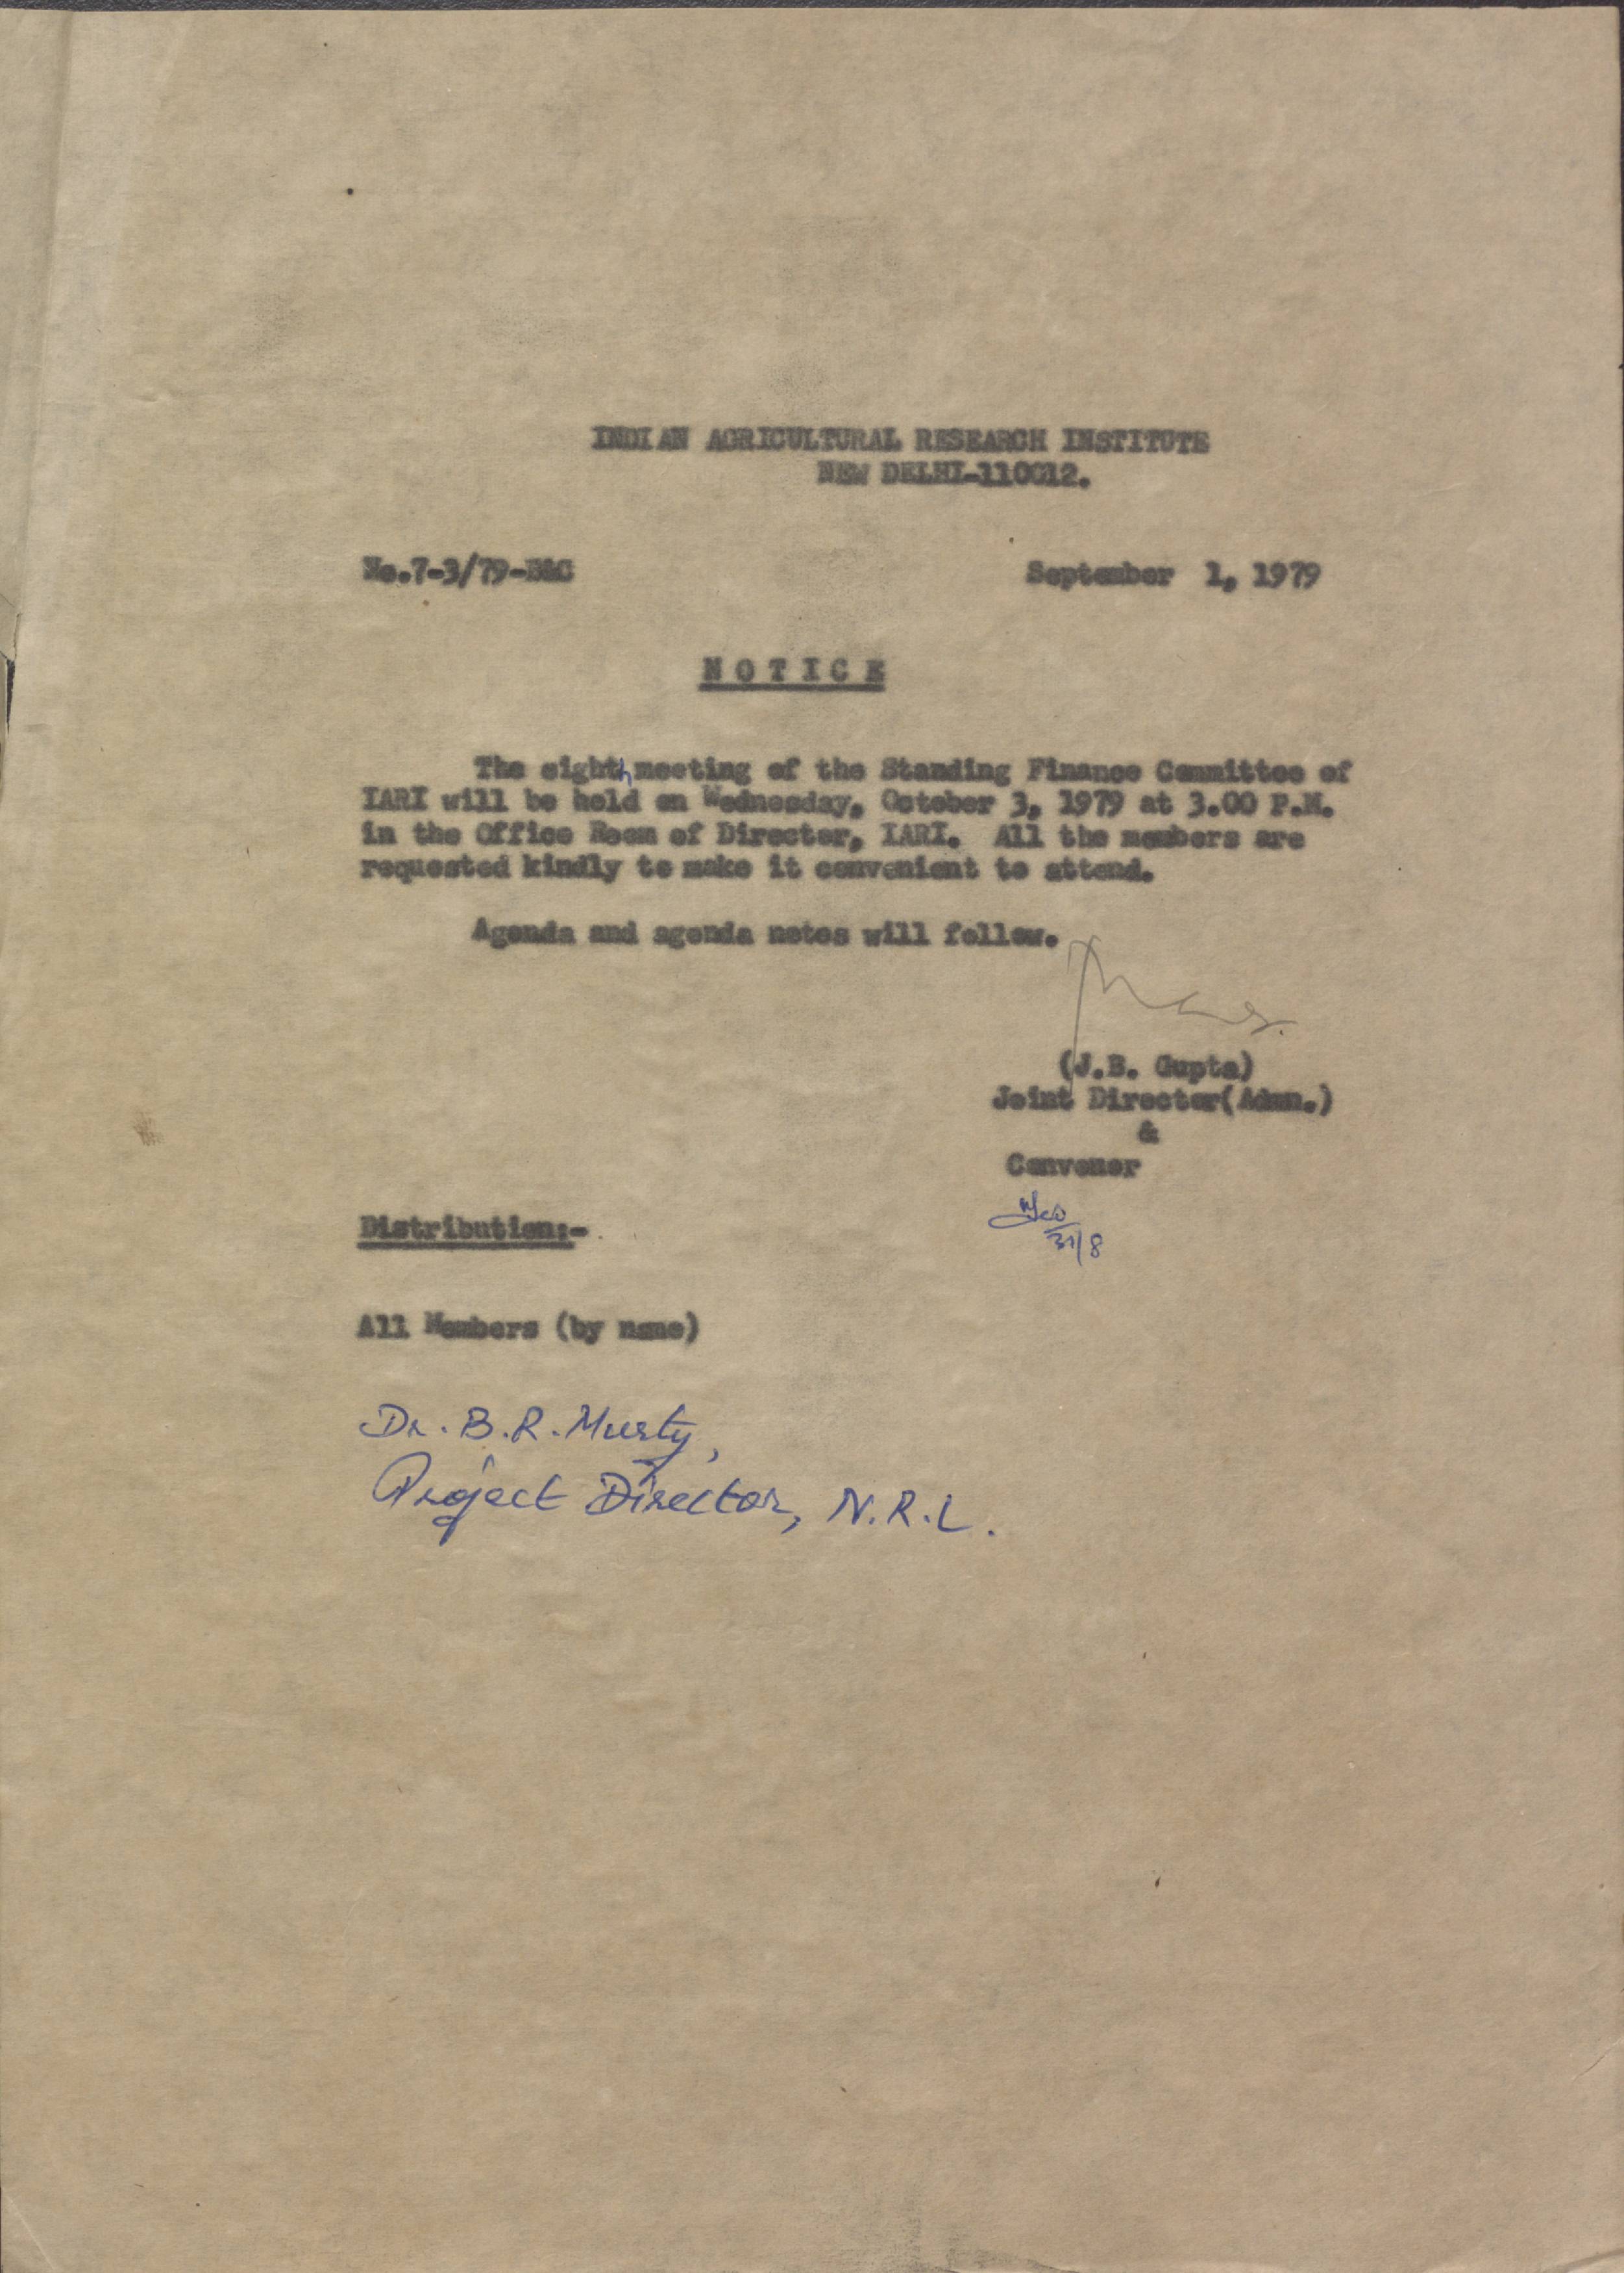 INDIAN AGRICULTURAL RESEARCH INSTITUTE
NEW DELHI-110012.
No.7-3/79-B&C September 1, 1979
NOTICE
The eighth meeting of the Standing Finance Committee of
IARI will be held on Wednesday, October 3, 1979 at 3.00 P.M.
in the Office Room of Director, IARI. All the members are
requested kindly to make it convenient to attend.
Agenda and agenda notes will follow.
(J.B. Gupta)
Joint Director(Admn.)
&
Convener
31/8
Distribution:-
All Members (by name)
Dr. B.R. Murty,
Project Director, N.R.L.